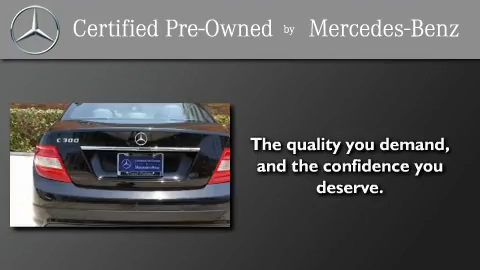 Certified Pre-Owned by Mercedes-Benz
C 300
The quality you demand,
and the confidence you
deserve.